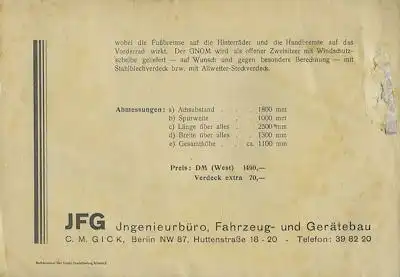 wobei die Fußbremse auf die Hinterräder und die Handbremse auf das
Vorderrad wirkt. Der GNOM wird als offener Zweisitzer mit Windschutz-
scheibe geliefert — auf Wunsch und gegen besondere Berechnung — mit
Stahlblechverdeck bzw. mit Allwetter-Steckverdeck.
Abmessungen: a) Achsabstand . . . 1800 mm
b) Spurweite . . . 1000 mm
c) Länge über alles . 2500 mm
d) Breite über alles . 1300 mm
e) Gesamthöhe . . ca. 1100 mm
Preis: DM (West) 1490,—
Verdeck extra 70,—
JFG Jngenieurbüro, Fahrzeug- und Gerätebau
C. M. GICK, Berlin NW 87, Huttenstraße 18 - 20 - Telefon: 39 82 20